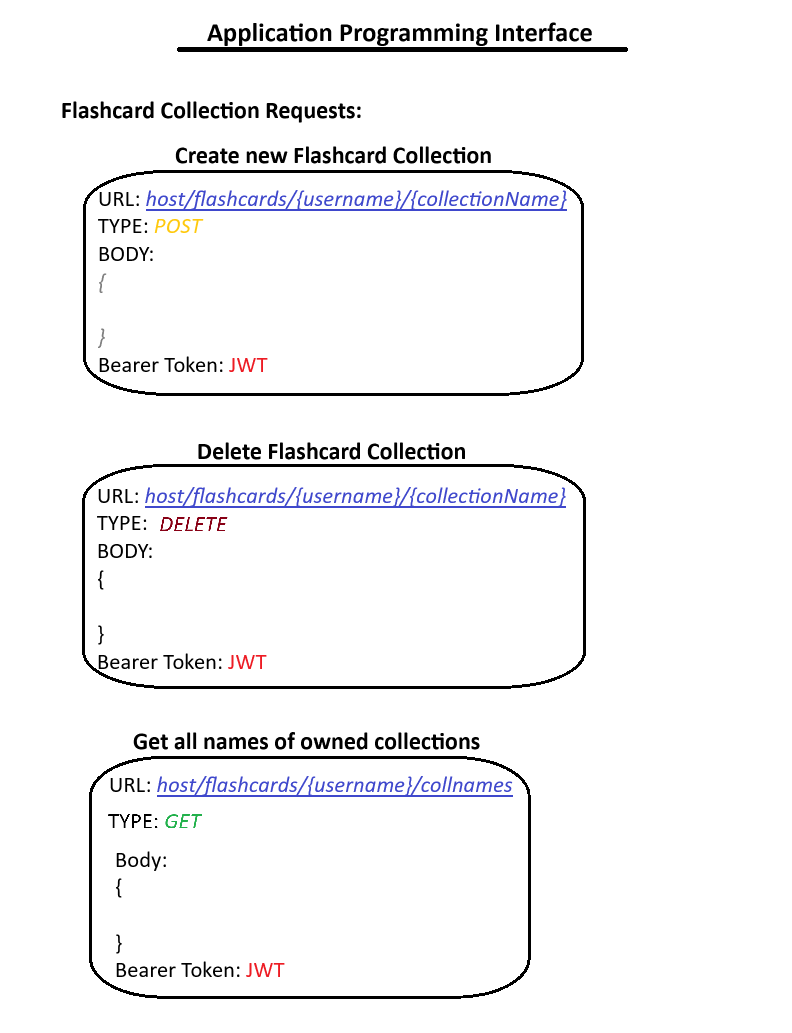 Application Programming Interface
Flashcard Collection Requests:
Create new Flashcard Collection
URL: host/flashcards/{username}/{collectionName}
TYPE: POST
BODY:
{
}
Bearer Token: JWT
Delete Flashcard Collection
URL: host/flashcards/{username}/{collectionName}
TYPE: DELETE
BODY:
{
}
Bearer Token: JWT
Get all names of owned collections
URL: host/flashcards/{username}/collnames
TYPE: GET
Body:
{
}
Bearer Token: JWT